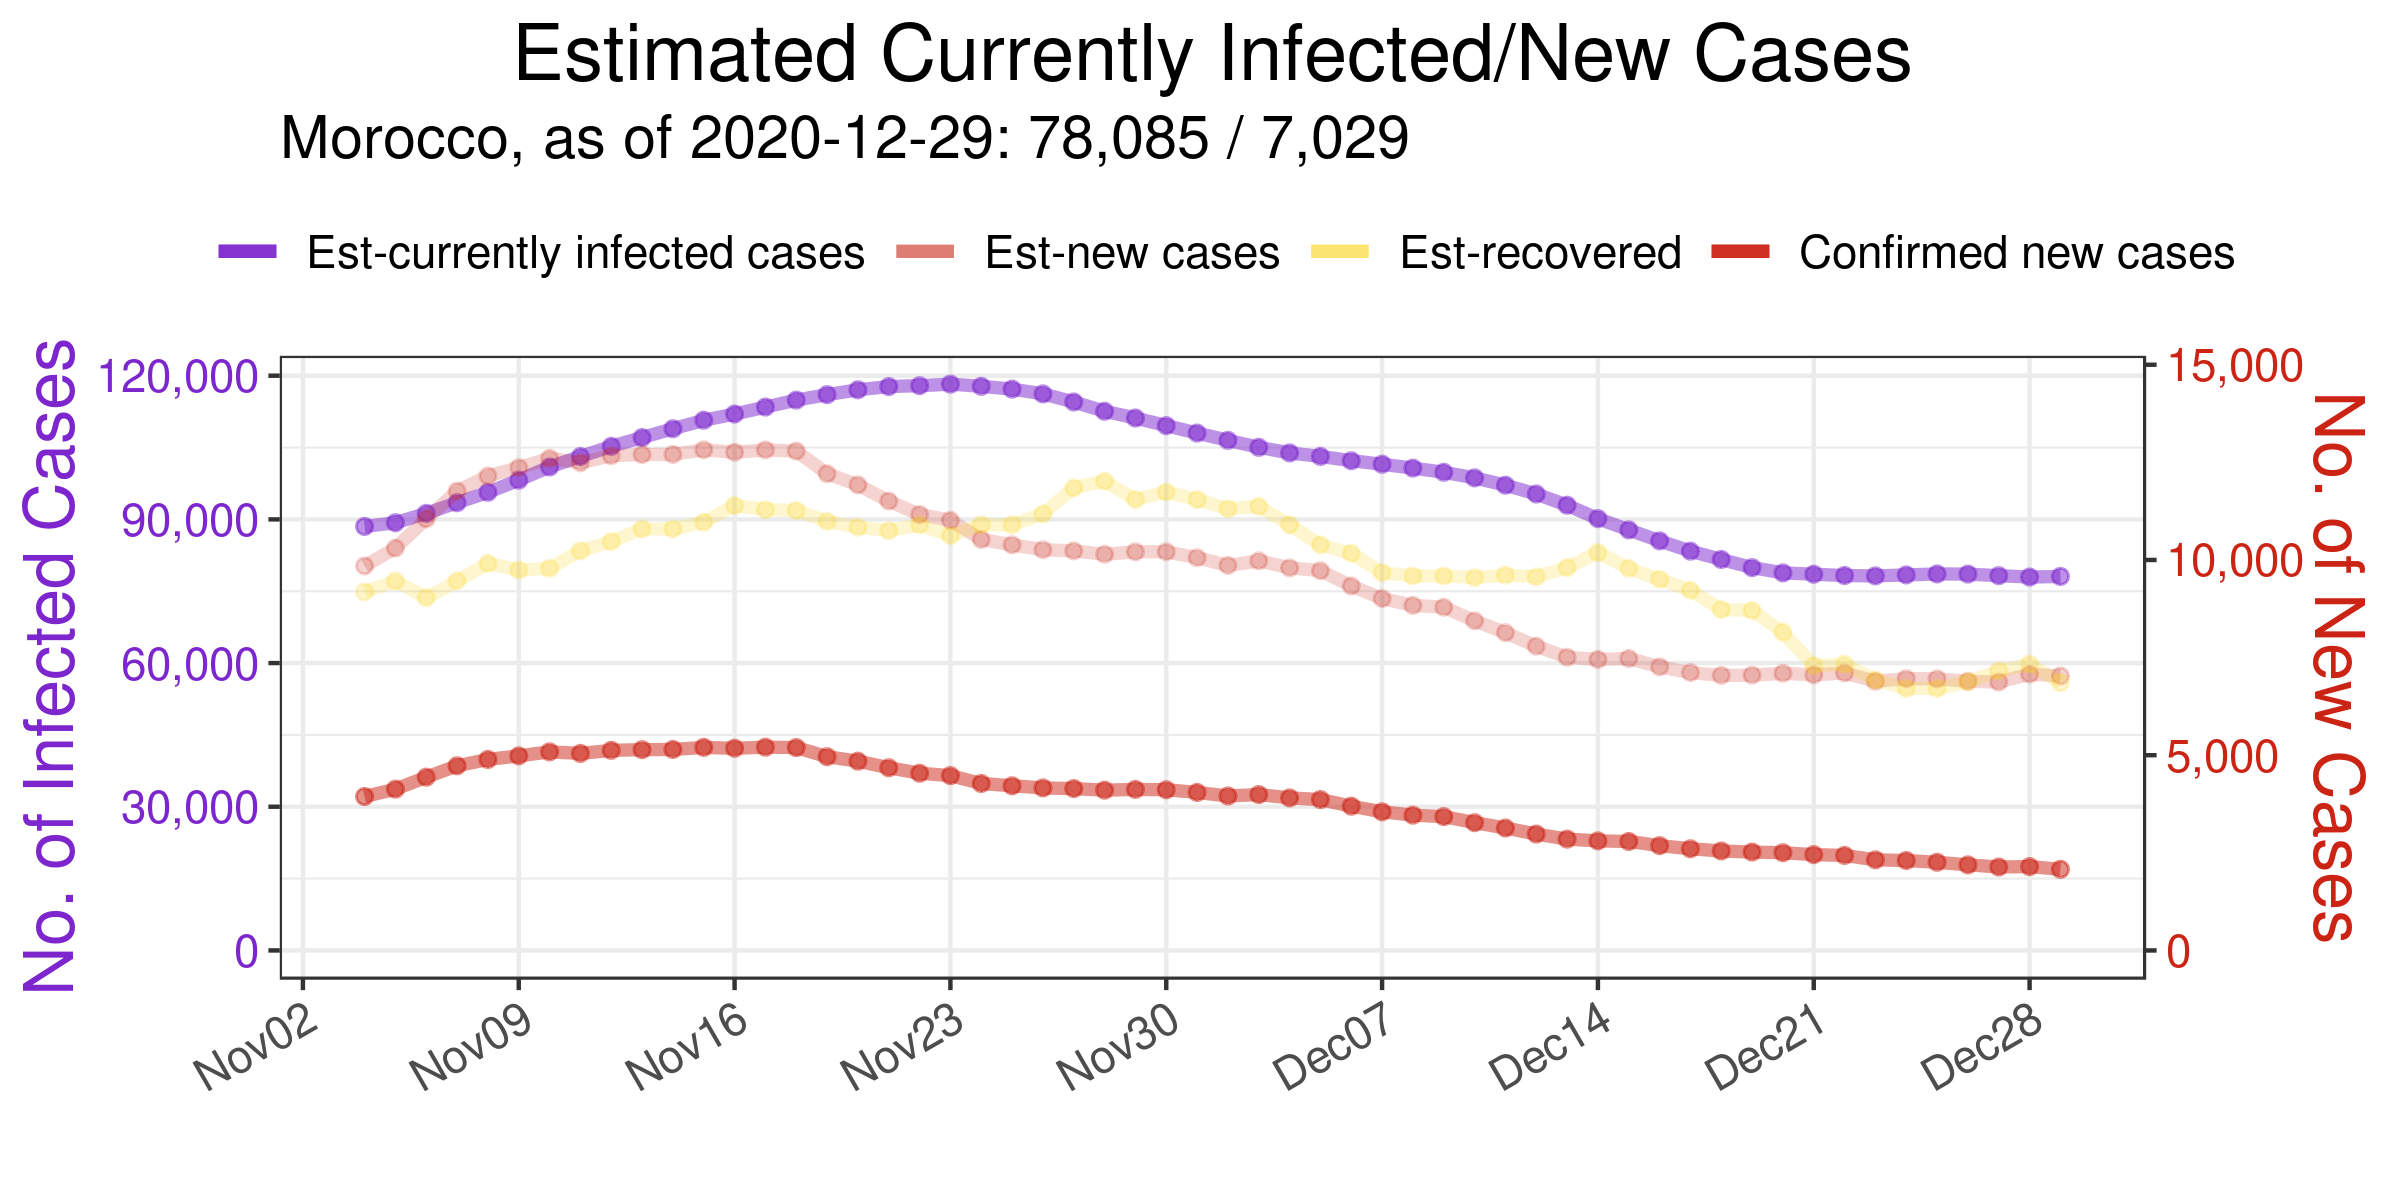 Estimated Currently Infected/New Cases
Morocco, as of 2020-12-29: 78,085 / 7,029
Est-currently infected cases Est-new cases Est-recovered Confirmed new cases
No. of Infected Cases
120,000
90,000
60,000
30,000
0
15,000
10,000
5,000
0
No. of New Cases
Nov02 Nov09 Nov16 Nov23 Nov30 Dec07 Dec14 Dec21 Dec28